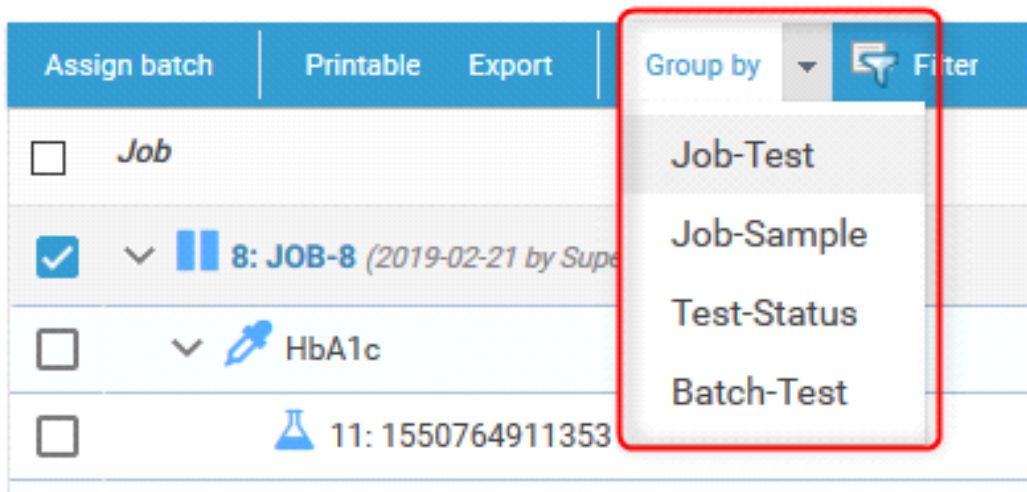 Assign batch Printable Export Group by Filter
Job
Job-Test
8: JOB-8 (2019-02-21 by
Job-Sample
Test-Status
HbA1c
Batch-Test
11: 1550764911353